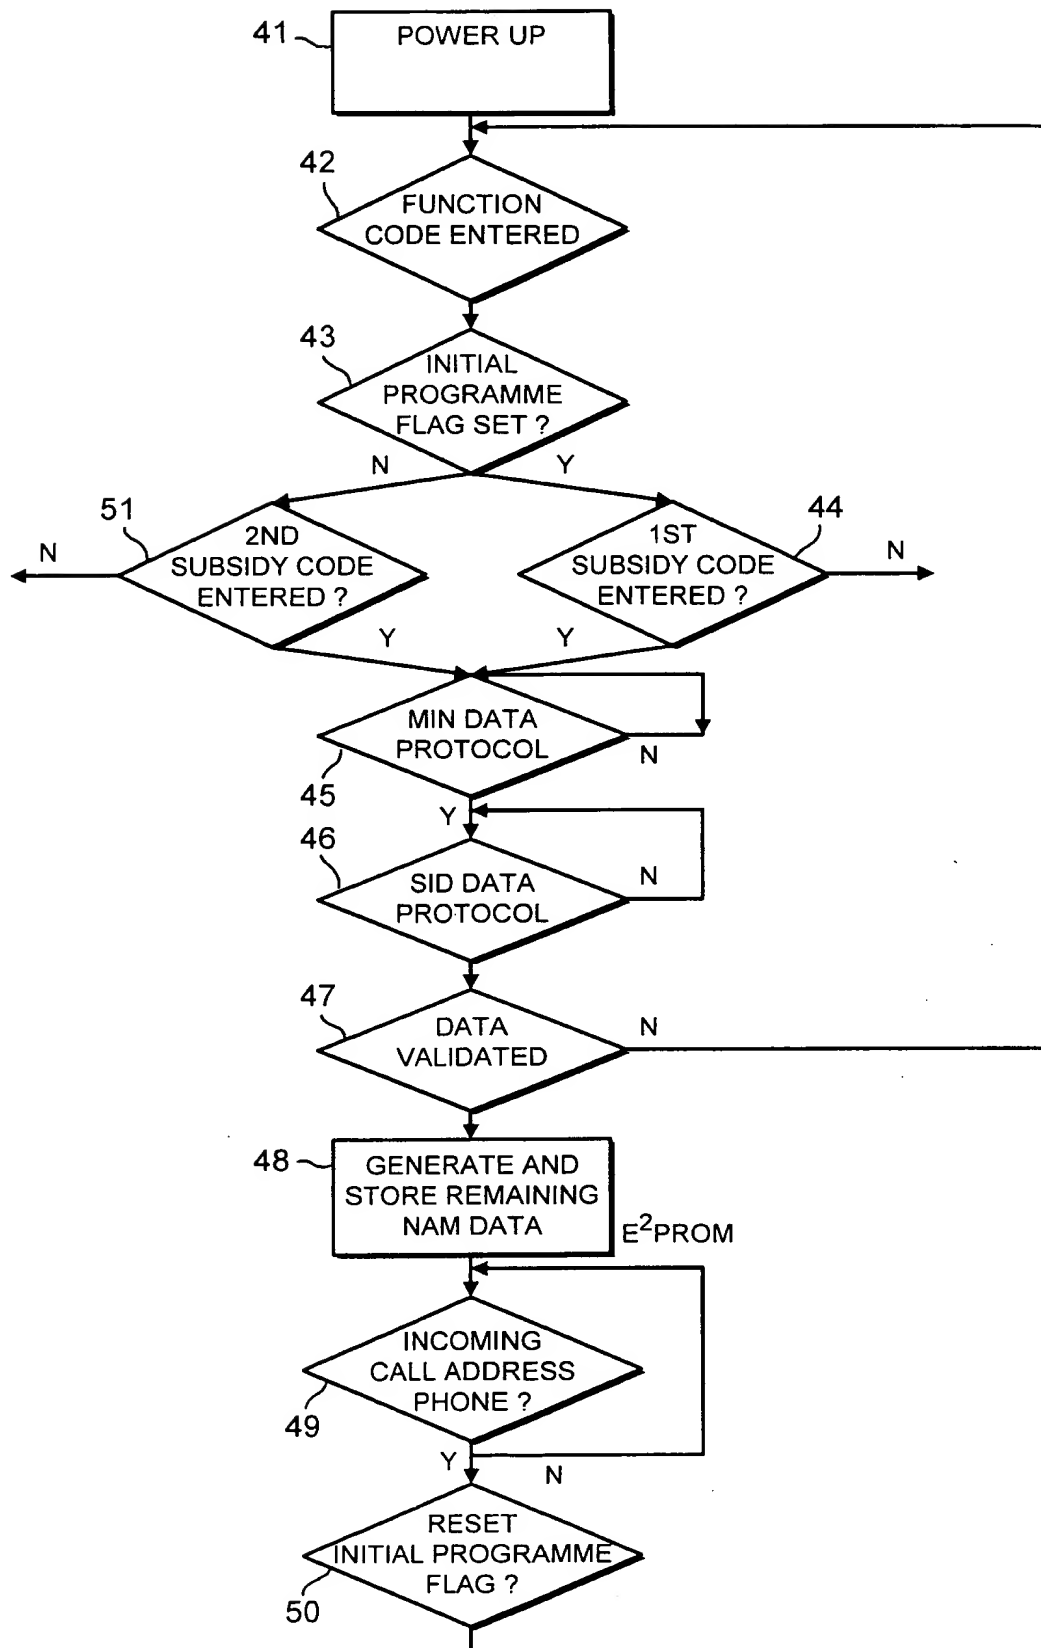 41
POWER UP
42
FUNCTION
CODE ENTERED
43
INITIAL
PROGRAMME
FLAG SET ?
N
Y
51
2ND
SUBSIDY CODE
ENTERED ?
N
44
1ST
SUBSIDY CODE
ENTERED ?
N
Y
Y
MIN DATA
PROTOCOL
45
N
Y
46
SID DATA
PROTOCOL
N
47
DATA
VALIDATED
N
48
GENERATE AND
STORE REMAINING
NAM DATA
E²PROM
INCOMING
CALL ADDRESS
PHONE ?
49
Y
N
RESET
INITIAL PROGRAMME
FLAG ?
50